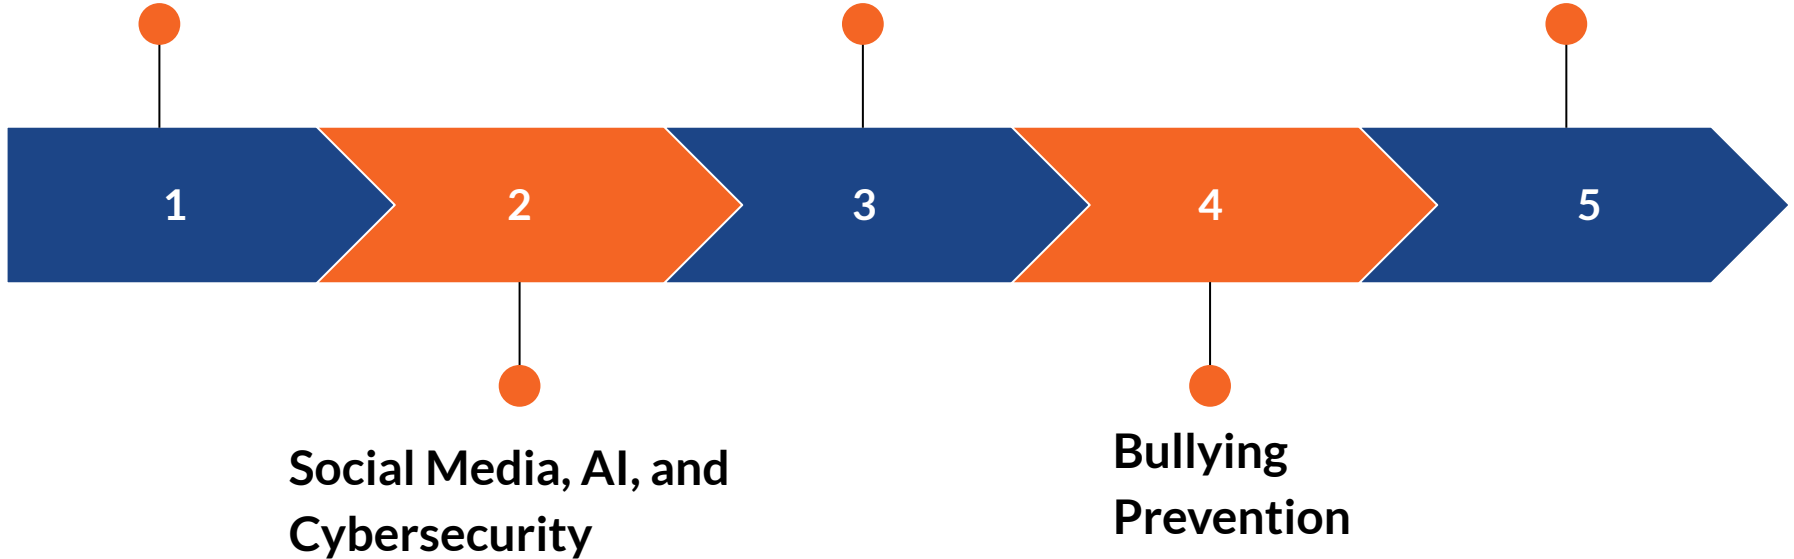 1
2
3
4
5
Social Media, AI, and
Cybersecurity
Bullying
Prevention